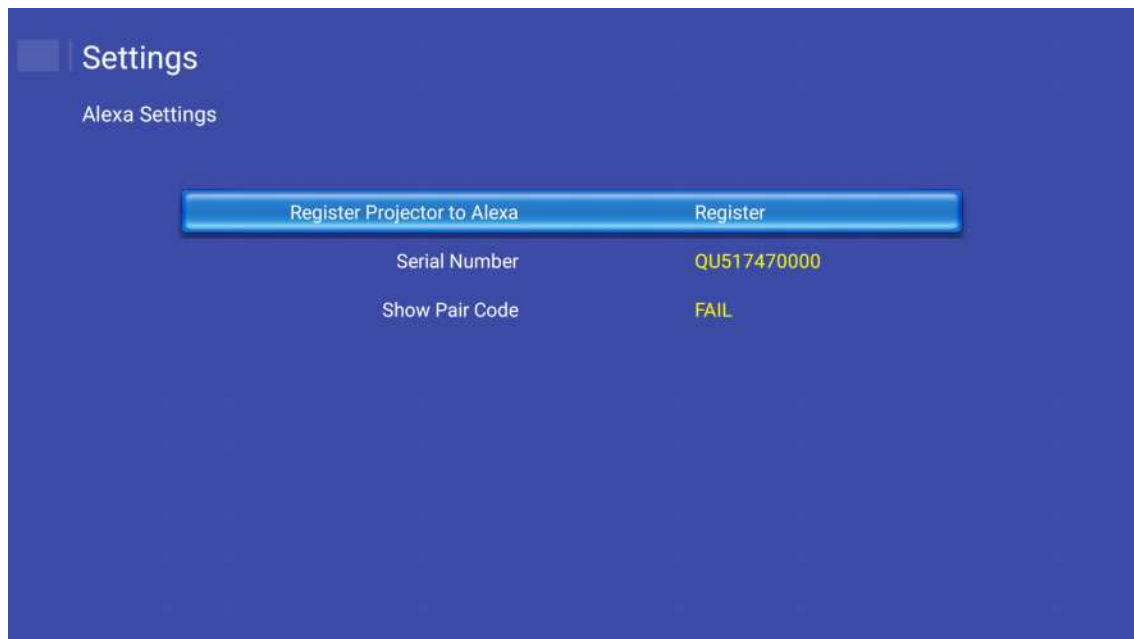 Settings
Alexa Settings
Register Projector to Alexa Register
Serial Number QU517470000
Show Pair Code FAIL